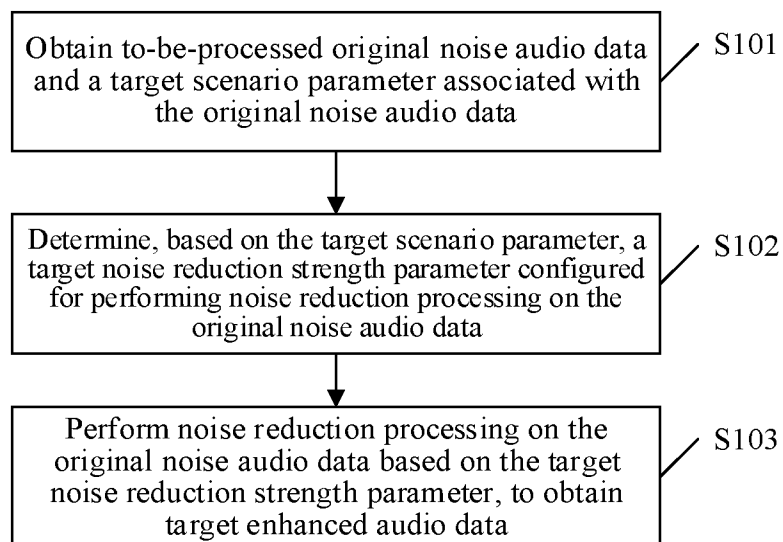 Obtain to-be-processed original noise audio data
and a target scenario parameter associated with
the original noise audio data
S101
Determine, based on the target scenario parameter, a
target noise reduction strength parameter configured
for performing noise reduction processing on the
original noise audio data
S102
Perform noise reduction processing on the
original noise audio data based on the target
noise reduction strength parameter, to obtain
target enhanced audio data
S103